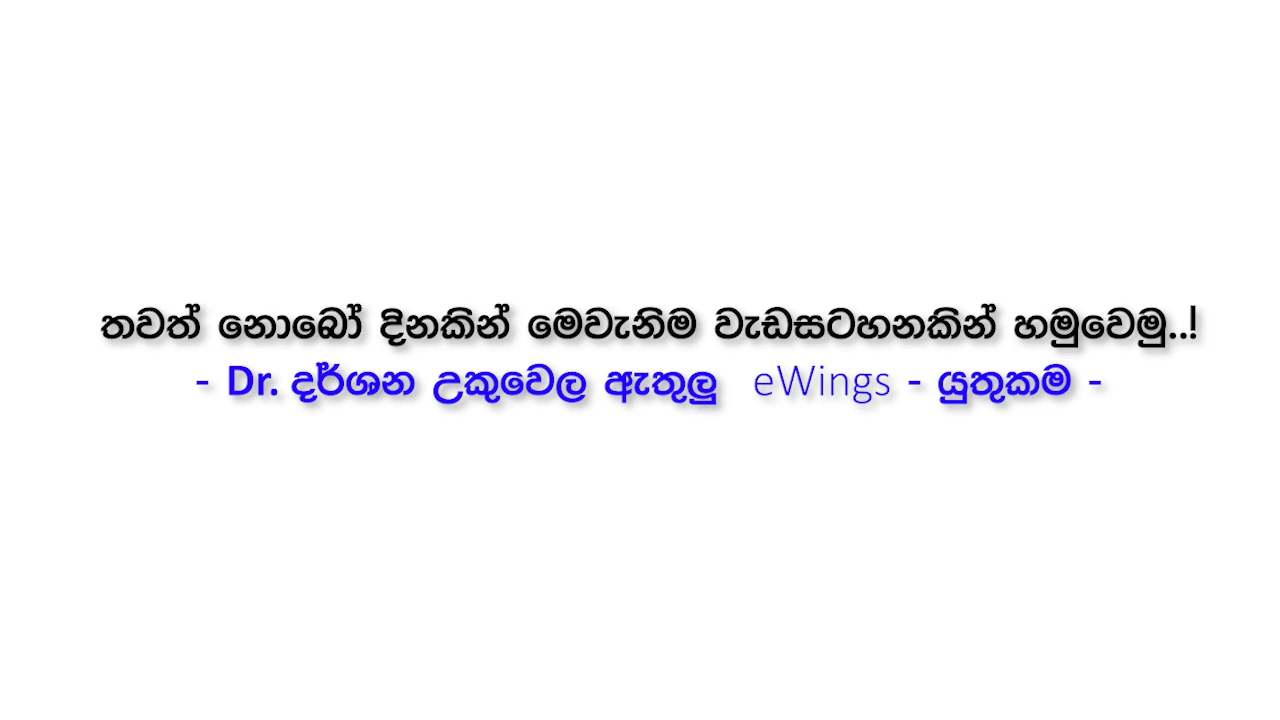 තවත් නොබෝ දිනකින් මෙවැනිම වැඩසටහනකින් හමුවෙමු..!
- Dr. දර්ශන උකුවෙල ඇතුලු eWings - යුතුකම -